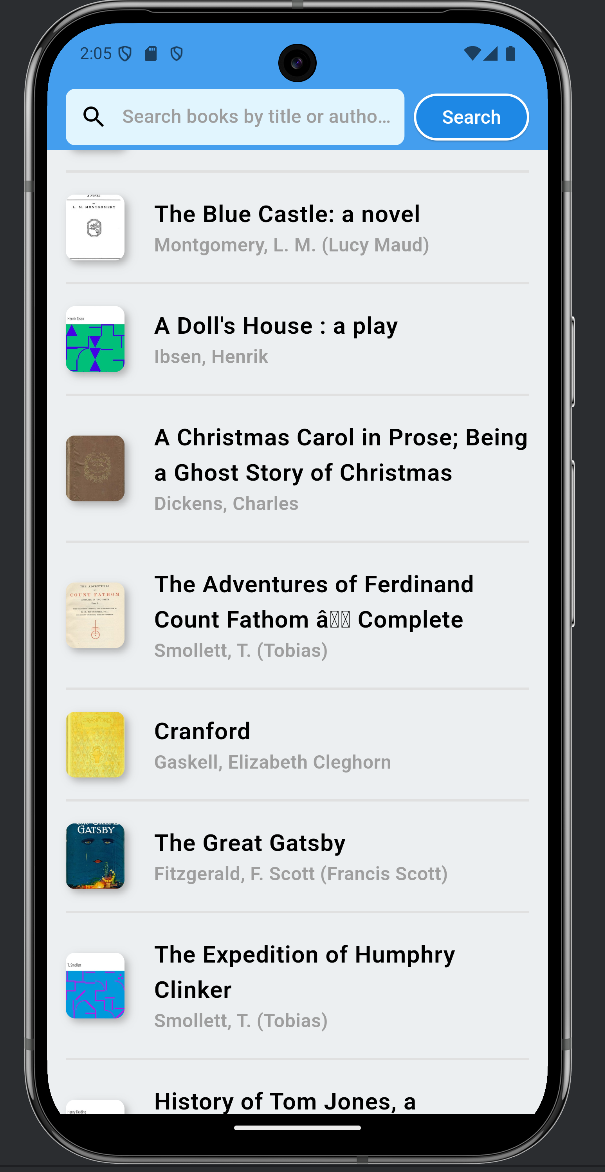 2:05
Search books by title or autho...
Search
The Blue Castle: a novel
Montgomery, L. M. (Lucy Maud)
A Doll's House : a play
Ibsen, Henrik
A Christmas Carol in Prose; Being
a Ghost Story of Christmas
Dickens, Charles
The Adventures of Ferdinand
Count Fathom â Complete
COUNT FATHOM
Smollett, T. (Tobias)
Cranford
Gaskell, Elizabeth Cleghorn
GATSBY
The Great Gatsby
Fitzgerald, F. Scott (Francis Scott)
The Expedition of Humphry
Clinker
Smollett, T. (Tobias)
History of Tom Jones, a